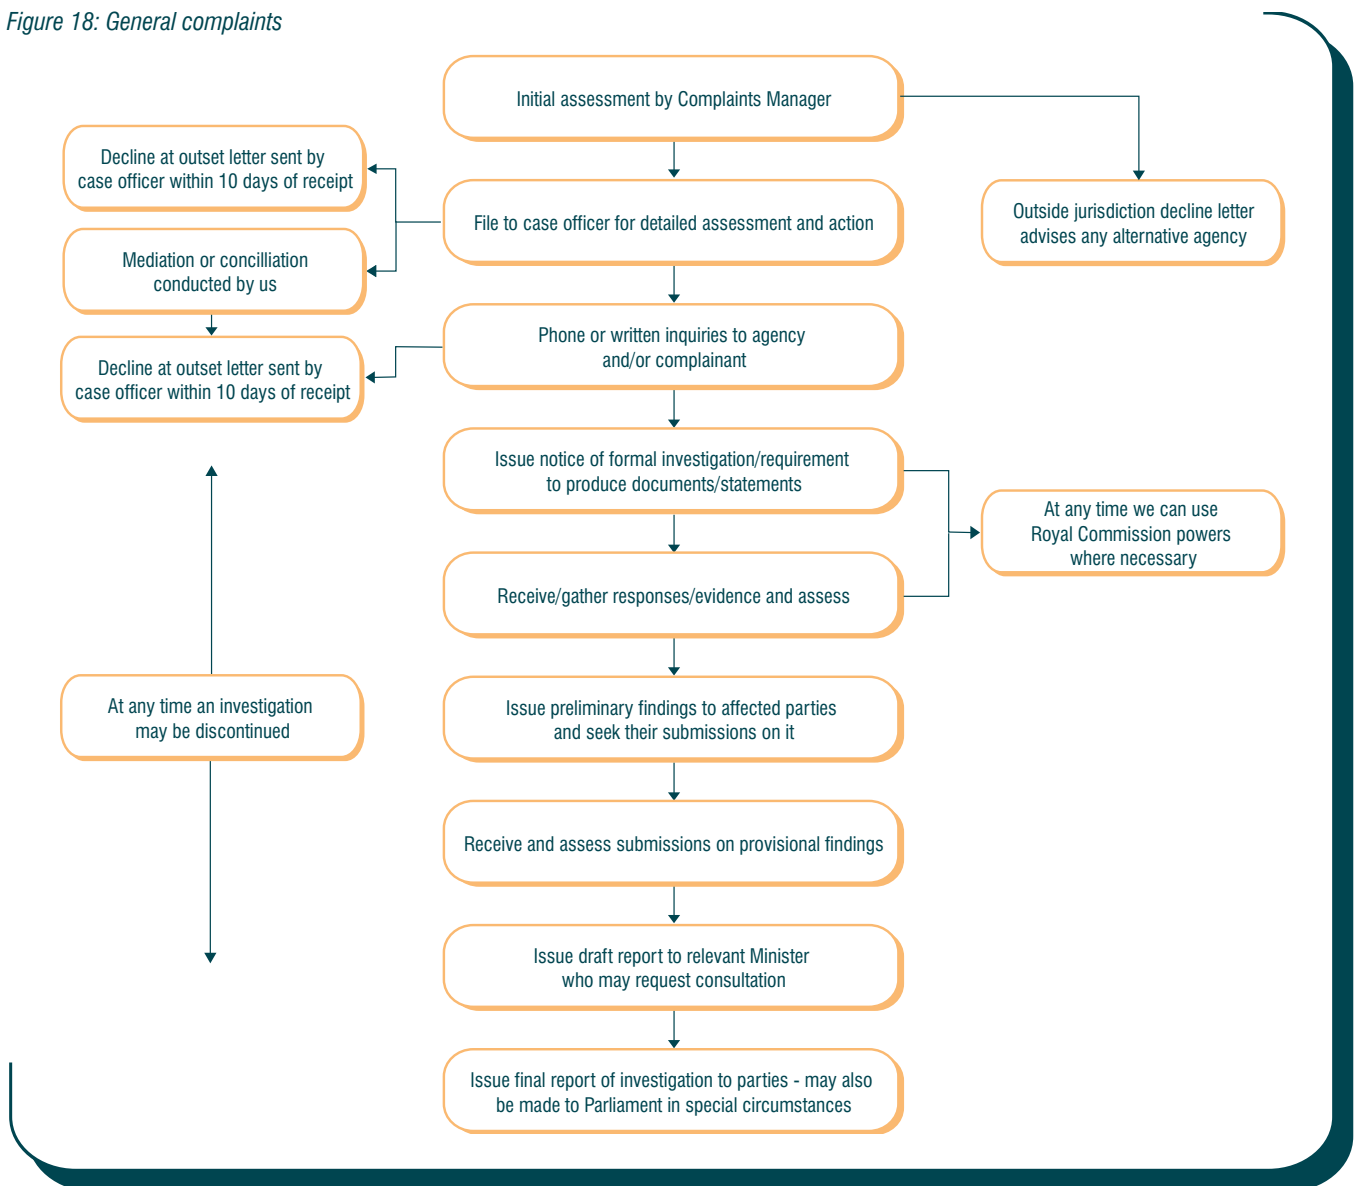 Figure 18: General complaints
Initial assessment by Complaints Manager
Decline at outset letter sent by
case officer within 10 days of receipt
File to case officer for detailed assessment and action
Outside jurisdiction decline letter
advises any alternative agency
Mediation or concilliation
conducted by us
Phone or written inquiries to agency
and/or complainant
Decline at outset letter sent by
case officer within 10 days of receipt
Issue notice of formal investigation/requirement
to produce documents/statements
At any time we can use
Royal Commission powers
where necessary
Receive/gather responses/evidence and assess
At any time an investigation
may be discontinued
Issue preliminary findings to affected parties
and seek their submissions on it
Receive and assess submissions on provisional findings
Issue draft report to relevant Minister
who may request consultation
Issue final report of investigation to parties - may also
be made to Parliament in special circumstances